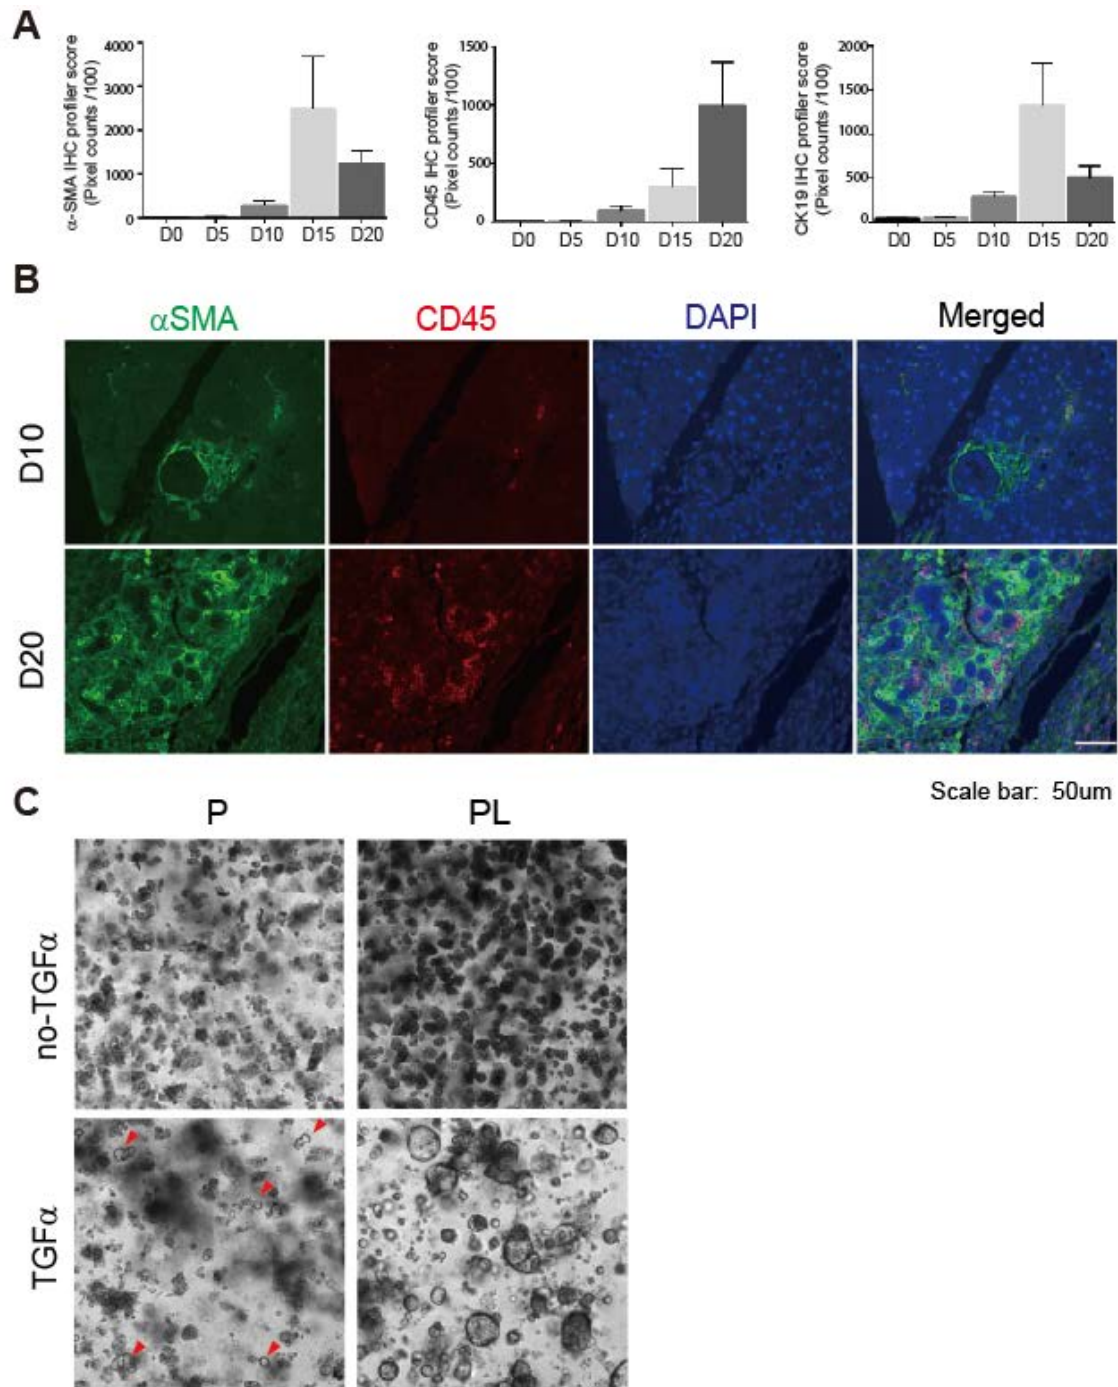 A
α-SMA IHC profiler score
(Pixel counts /100)
4000
3000
2000
1000
0
D0 D5 D10 D15 D20
CD45 IHC profiler score
(Pixel counts /100)
1500
1000
500
0
D0 D5 D10 D15 D20
CK19 IHC profiler score
(Pixel counts /100)
2000
1500
1000
500
0
D0 D5 D10 D15 D20
B
αSMA CD45 DAPI Merged
D10
D20
Scale bar: 50um
C
P PL
no-TGFα
TGFα